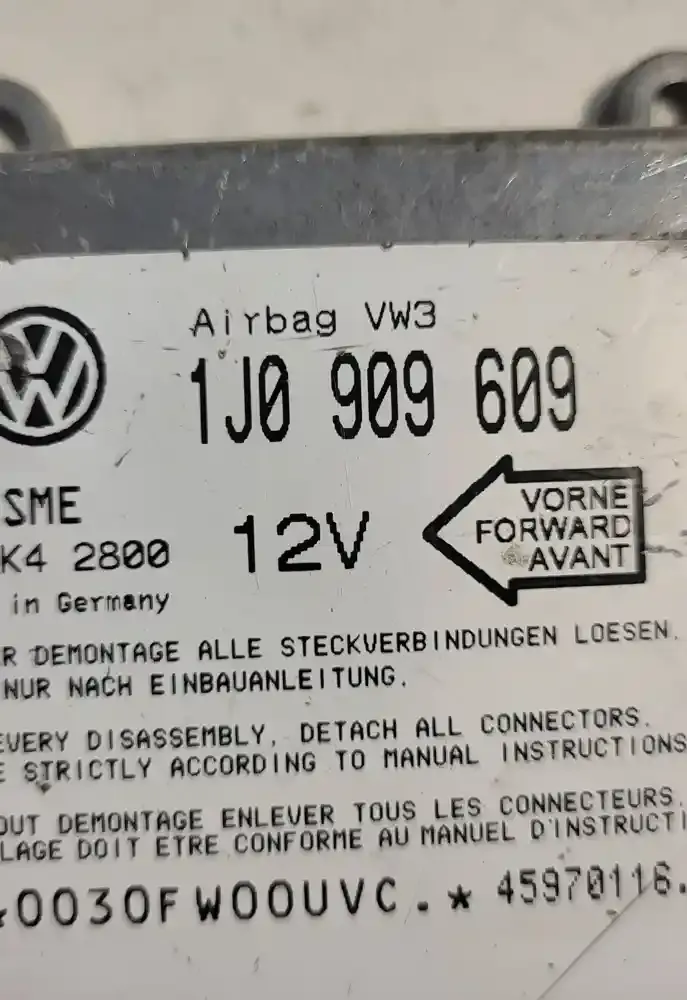 Airbag VW3
1J0 909 609
SME
12V
VORNE
FORWARD
AVANT
K4 2800
in Germany
R DEMONTAGE ALLE STECKVERBINDUNGEN LOESEN.
NUR NACH EINBAUANLEITUNG.
EVERY DISASSEMBLY, DETACH ALL CONNECTORS.
E STRICTLY ACCORDING TO MANUAL INSTRUCTIONS
OUT DEMONTAGE ENLEVER TOUS LES CONNECTEURS.
LAGE DOIT ETRE CONFORME AU MANUEL D'INSTRUCTI
*0030FW00UVC.* 45970116.